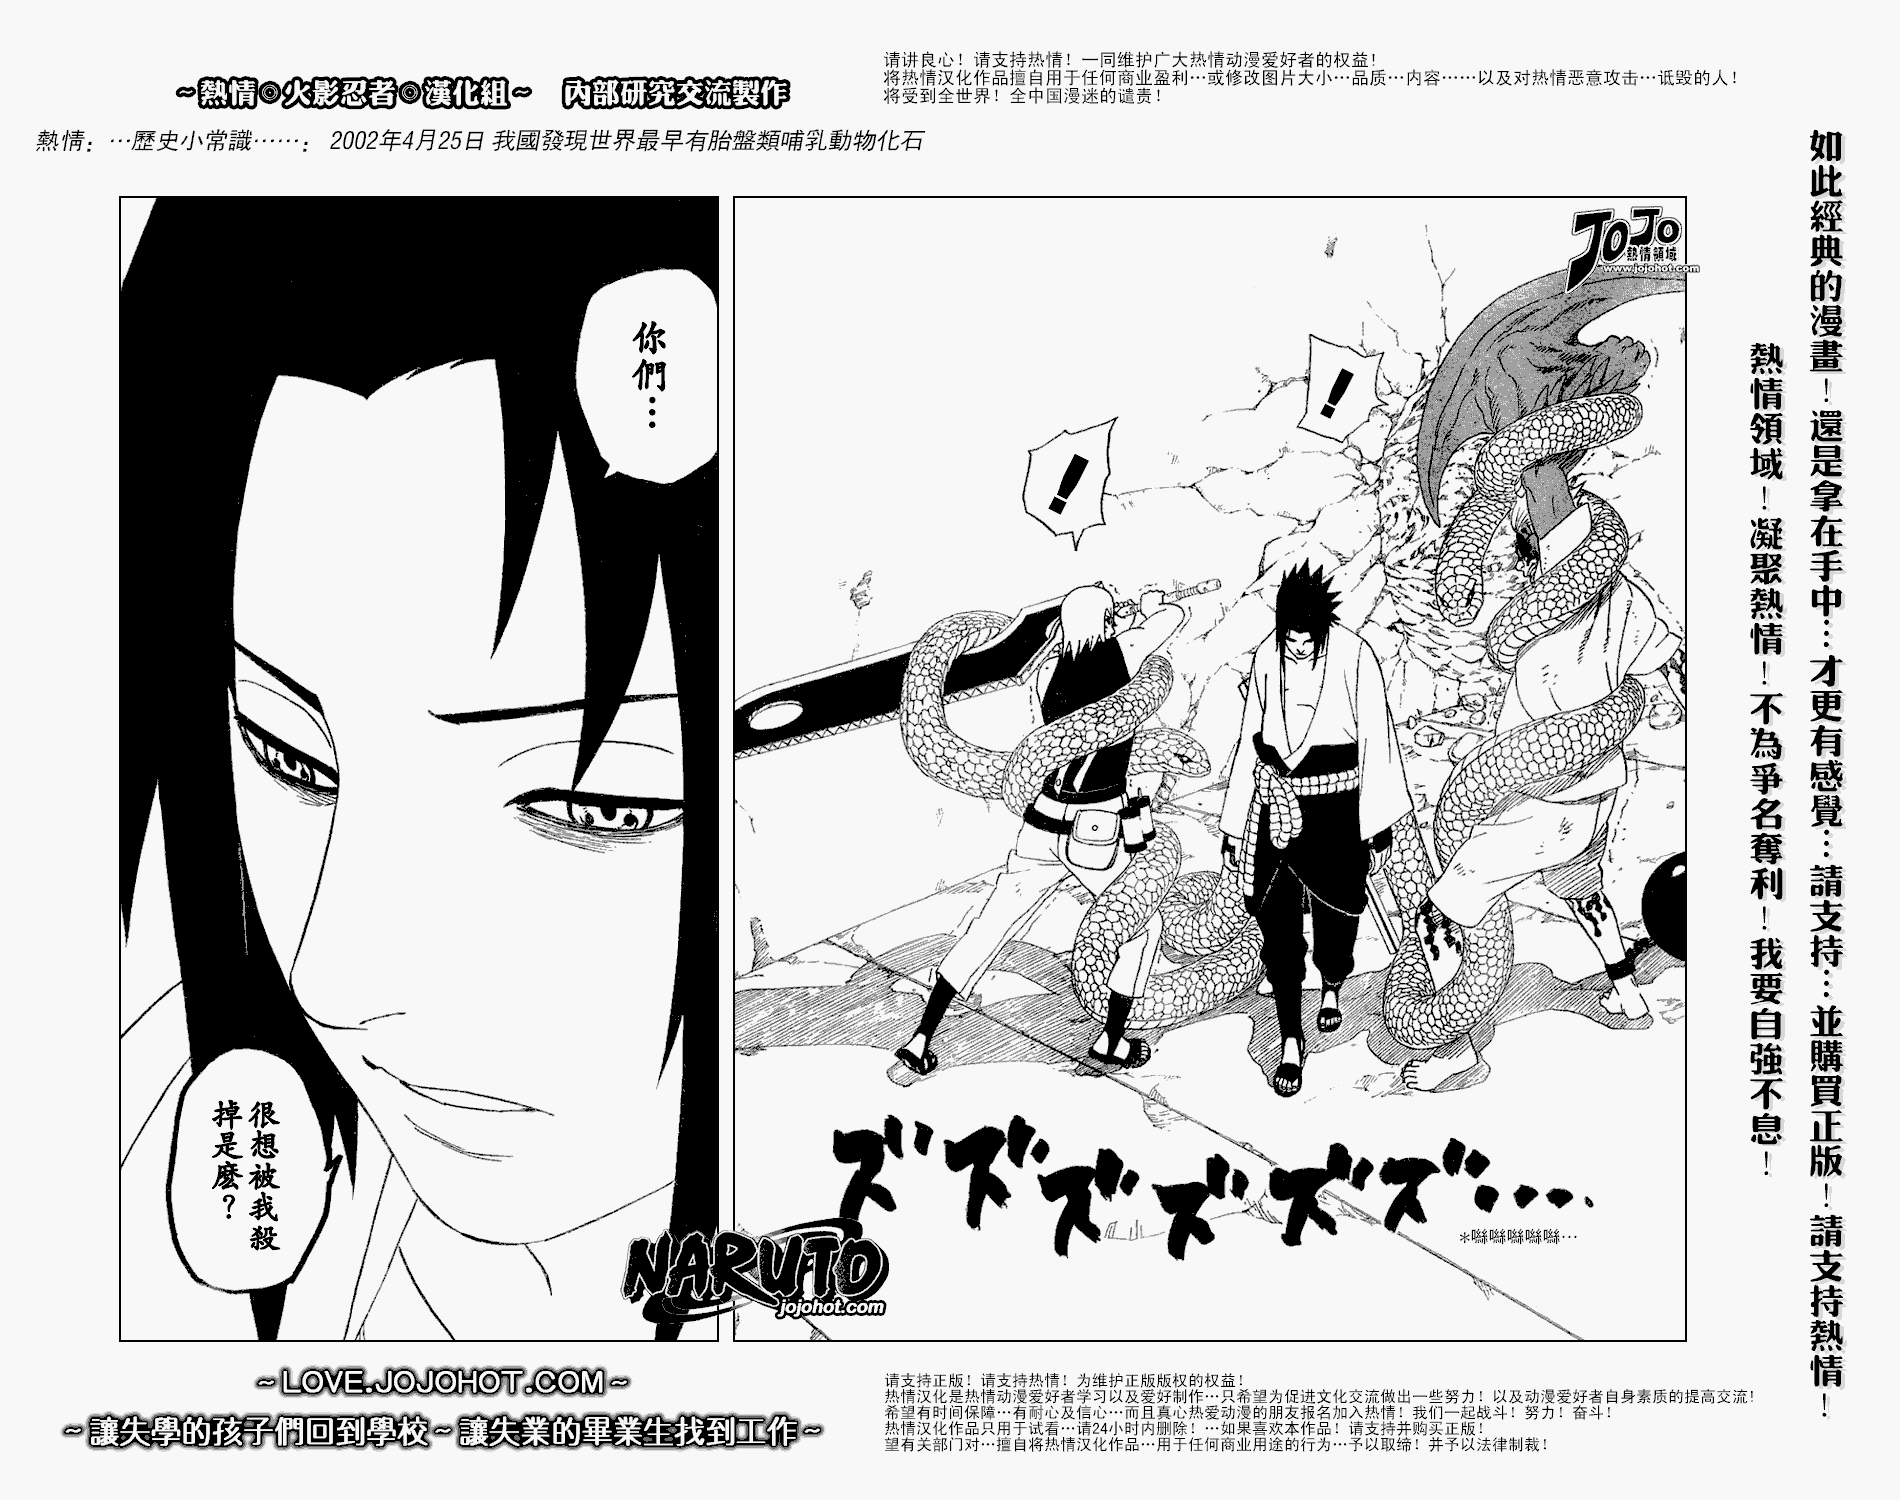 ~熱情◎火影忍者◎漢化組~　內部研究交流製作
请讲良心！请支持热情！一同维护广大热情动漫爱好者的权益！
将热情汉化作品擅自用于任何商业盈利…或修改图片大小…品质…内容……以及对热情恶意攻击…诋毁的人！
将受到全世界！全中国漫迷的谴责！
熱情：…歷史小常識……：2002年4月25日 我國發現世界最早有胎盤類哺乳動物化石
如此經典的漫畫！還是拿在手中…才更有感覺…請支持…並購買正版！請支持熱情！
熱情領域！凝聚熱情！不為爭名奪利！我要自強不息！
JOJO
熱情領域
www.jojohot.com
！
！
ズズズズズズ…
*嘶嘶嘶嘶嘶…
你們…
很想被我殺
掉是麼？
NARUTO
jojohot.com
~LOVE.JOJOHOT.COM~
~讓失學的孩子們回到學校~讓失業的畢業生找到工作~
请支持正版！请支持热情！为维护正版版权的权益！
热情汉化是热情动漫爱好者学习以及爱好制作…只希望为促进文化交流做出一些努力！以及动漫爱好者自身素质的提高交流！
希望有时间保障…有耐心及信心…而且真心热爱动漫的朋友报名加入热情！我们一起战斗！努力！奋斗！
热情汉化作品只用于试看…请24小时内删除！…如果喜欢本作品！请支持并购买正版！
望有关部门对…擅自将热情汉化作品…用于任何商业用途的行为…予以取缔！并予以法律制裁！